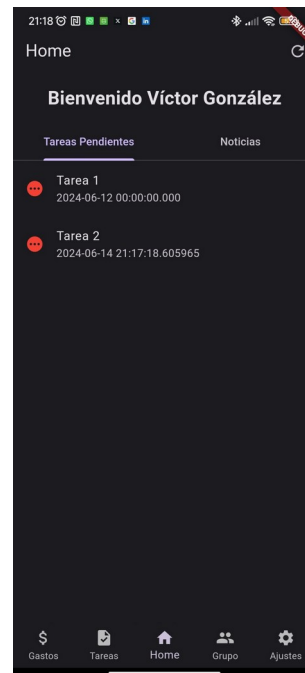 21:18
DEBUG
Home
Bienvenido Víctor González
Tareas Pendientes Noticias
Tarea 1
2024-06-12 00:00:00.000
Tarea 2
2024-06-14 21:17:18.605965
Gastos Tareas Home Grupo Ajustes